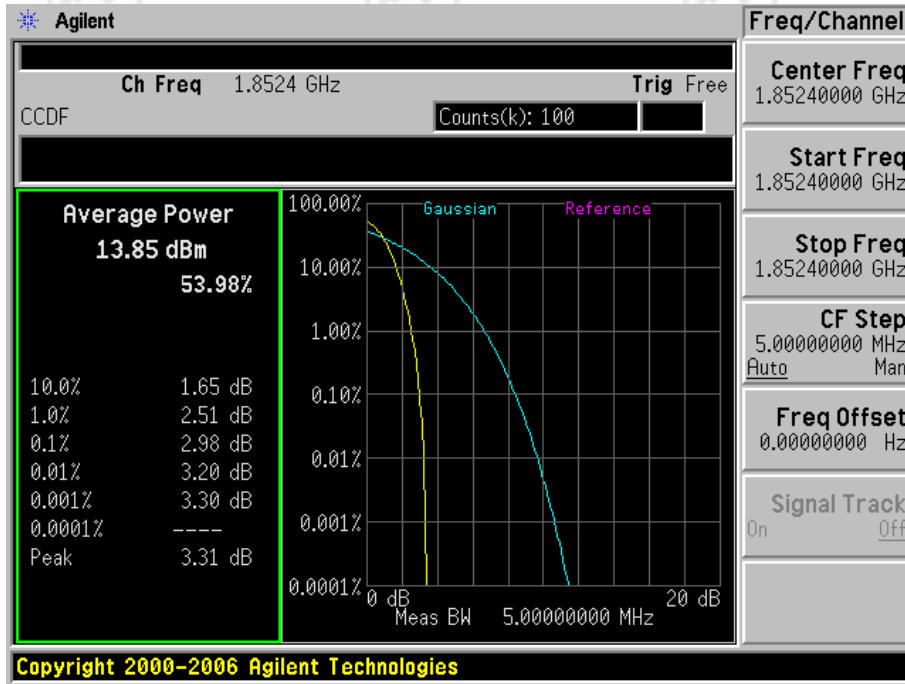 Agilent
Freq/Channel
Ch Freq 1.8524 GHz Trig Free
CCDF Counts(k): 100
Center Freq
1.85240000 GHz
Start Freq
1.85240000 GHz
Stop Freq
1.85240000 GHz
CF Step
5.00000000 MHz
Auto Man
Freq Offset
0.00000000 Hz
Signal Track
On Off
Average Power
13.85 dBm
53.98%
10.0% 1.65 dB
1.0% 2.51 dB
0.1% 2.98 dB
0.01% 3.20 dB
0.001% 3.30 dB
0.0001% ----
Peak 3.31 dB
Gaussian Reference
100.00%
10.00%
1.00%
0.10%
0.01%
0.001%
0.0001%
0 dB 20 dB
Meas BW 5.00000000 MHz
Copyright 2000-2006 Agilent Technologies